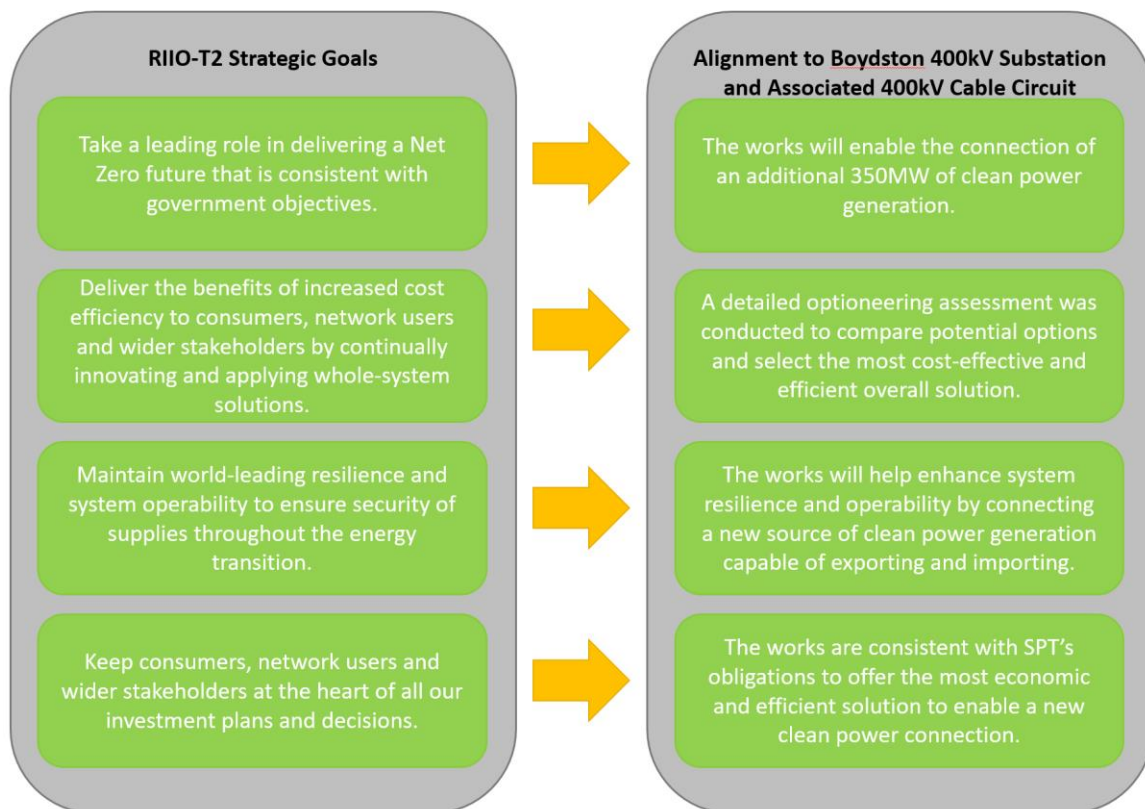 RIIO-T2 Strategic Goals
Take a leading role in delivering a Net
Zero future that is consistent with
government objectives.
Deliver the benefits of increased cost
efficiency to consumers, network users
and wider stakeholders by continually
innovating and applying whole-system
solutions.
Maintain world-leading resilience and
system operability to ensure security of
supplies throughout the energy
transition.
Keep consumers, network users and
wider stakeholders at the heart of all our
investment plans and decisions.
Alignment to Boydston 400kV Substation
and Associated 400kV Cable Circuit
The works will enable the connection of
an additional 350MW of clean power
generation.
A detailed optioneering assessment was
conducted to compare potential options
and select the most cost-effective and
efficient overall solution.
The works will help enhance system
resilience and operability by connecting
a new source of clean power generation
capable of exporting and importing.
The works are consistent with SPT’s
obligations to offer the most economic
and efficient solution to enable a new
clean power connection.